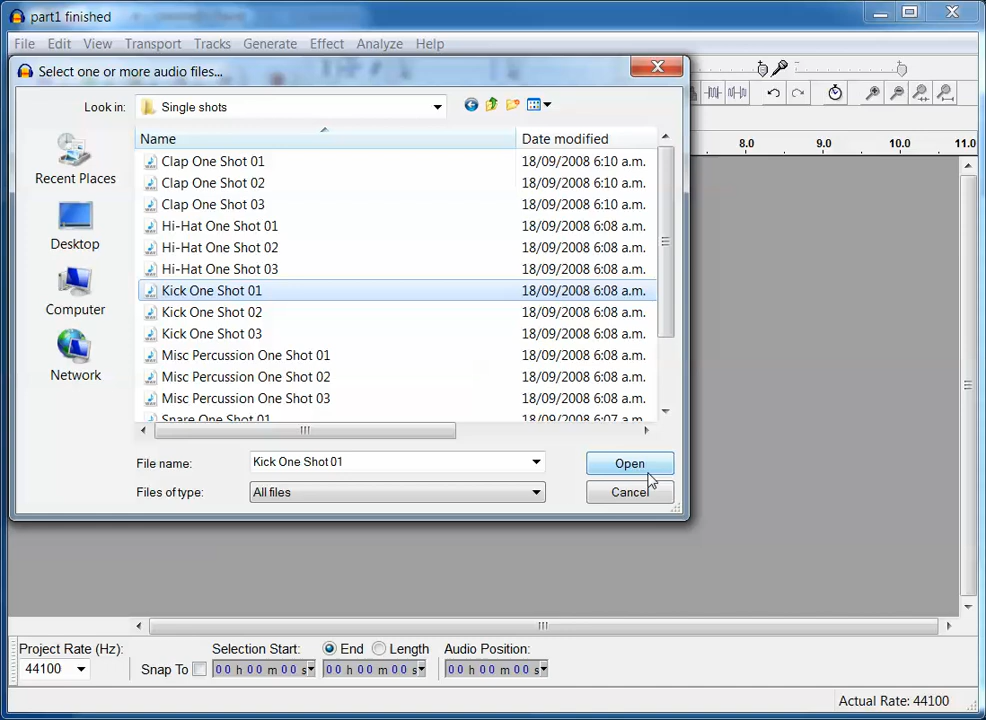 part1 finished
File Edit View Transport Tracks Generate Effect Analyze Help
Select one or more audio files...
Look in: Single shots
8.0 9.0 10.0 11.0
Name Date modified
Clap One Shot 01 18/09/2008 6:10 a.m.
Clap One Shot 02 18/09/2008 6:10 a.m.
Clap One Shot 03 18/09/2008 6:10 a.m.
Hi-Hat One Shot 01 18/09/2008 6:08 a.m.
Hi-Hat One Shot 02 18/09/2008 6:08 a.m.
Hi-Hat One Shot 03 18/09/2008 6:08 a.m.
Kick One Shot 01 18/09/2008 6:08 a.m.
Kick One Shot 02 18/09/2008 6:08 a.m.
Kick One Shot 03 18/09/2008 6:08 a.m.
Misc Percussion One Shot 01 18/09/2008 6:08 a.m.
Misc Percussion One Shot 02 18/09/2008 6:08 a.m.
Misc Percussion One Shot 03 18/09/2008 6:08 a.m.
Snare One Shot 01 18/09/2008 6:07 a.m.
Recent Places
Desktop
Computer
Network
File name: Kick One Shot 01 Open
Files of type: All files Cancel
Project Rate (Hz): Selection Start: End Length Audio Position:
44100 Snap To 00 h 00 m 00 s 00 h 00 m 00 s 00 h 00 m 00 s
Actual Rate: 44100